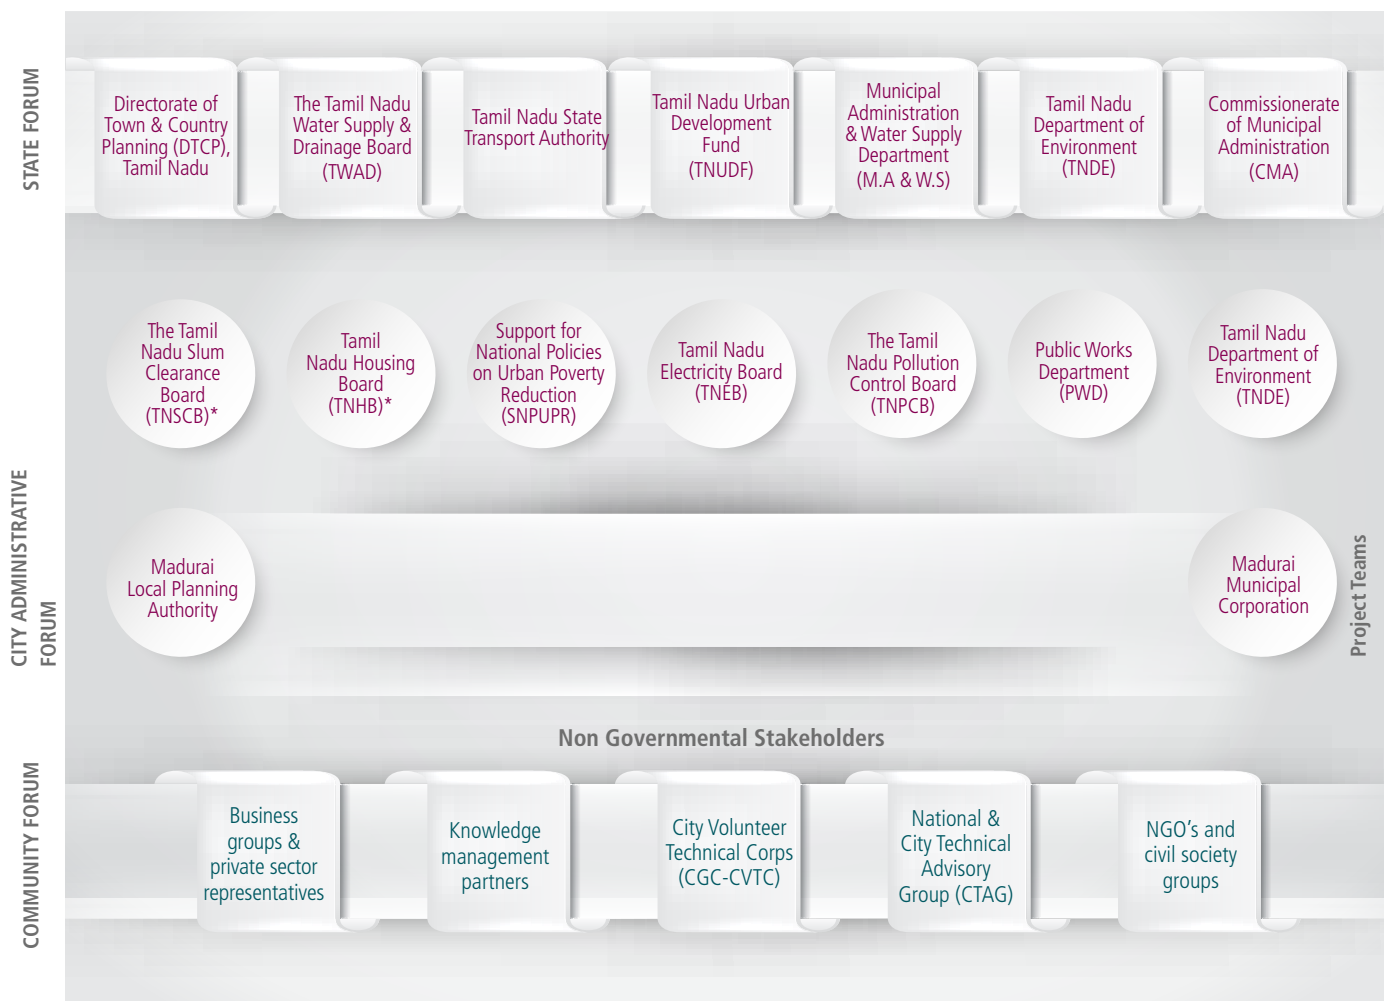 STATE FORUM
Directorate of
Town & Country
Planning (DTCP),
Tamil Nadu
The Tamil Nadu
Water Supply &
Drainage Board
(TWAD)
Tamil Nadu State
Transport Authority
Tamil Nadu Urban
Development
Fund
(TNUDF)
Municipal
Administration
& Water Supply
Department
(M.A & W.S)
Tamil Nadu
Department of
Environment
(TNDE)
Commissionerate
of Municipal
Administration
(CMA)
The Tamil
Nadu Slum
Clearance
Board
(TNSCB)*
Tamil
Nadu Housing
Board
(TNHB)*
Support for
National Policies
on Urban Poverty
Reduction
(SNPUPR)
Tamil Nadu
Electricity Board
(TNEB)
The Tamil
Nadu Pollution
Control Board
(TNPCB)
Public Works
Department
(PWD)
Tamil Nadu
Department of
Environment
(TNDE)
CITY ADMINISTRATIVE
FORUM
Madurai
Local Planning
Authority
Madurai
Municipal
Corporation
Project Teams
Non Governmental Stakeholders
COMMUNITY FORUM
Business
groups &
private sector
representatives
Knowledge
management
partners
City Volunteer
Technical Corps
(CGC-CVTC)
National &
City Technical
Advisory
Group (CTAG)
NGO's and
civil society
groups